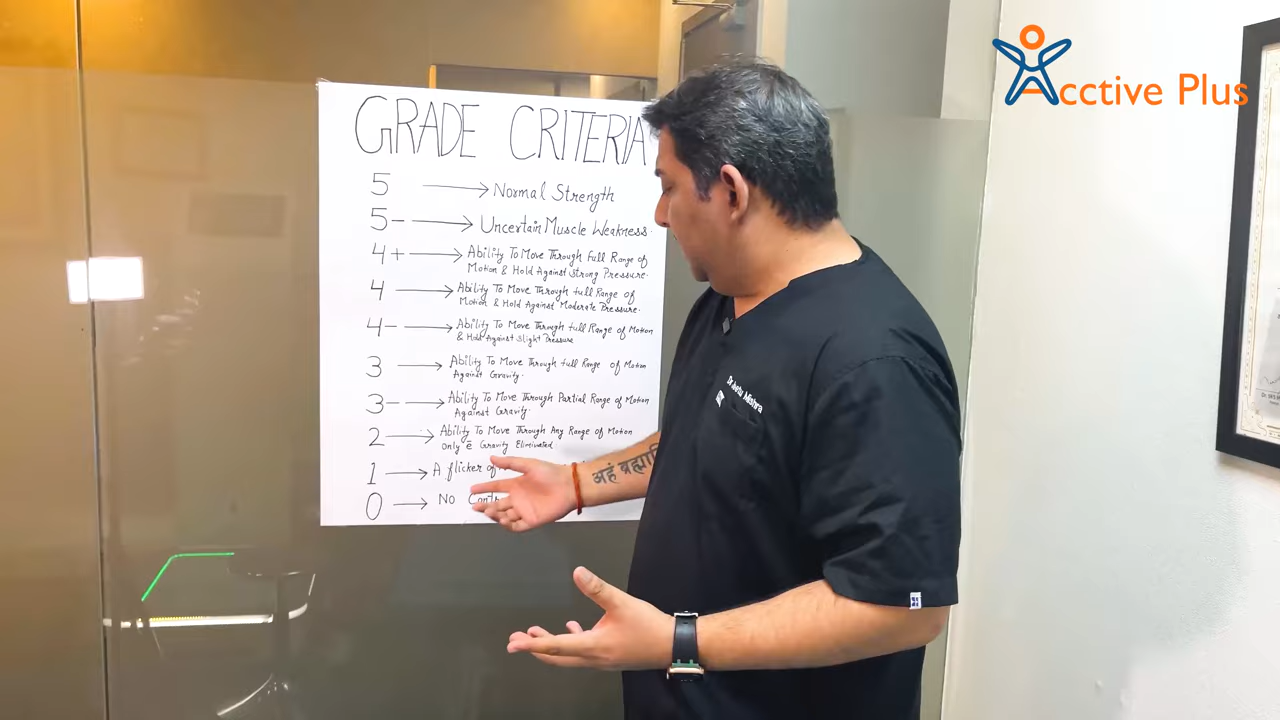 Acctive Plus
GRADE CRITERIA
5 → Normal Strength
5- → Uncertain Muscle Weakness.
4+ → Ability To Move Through full Range of
Motion & Hold Against Strong Pressure.
4 → Ability To Move Through full Range of
Motion & Hold Against Moderate Pressure.
4- → Ability To Move Through full Range of Motion
& Hold Against Slight Pressure
3 → Ability To Move Through full Range of Motion
Against Gravity.
3- → Ability To Move Through Partial Range of Motion
Against Gravity.
2 → Ability To Move Through Any Range of Motion
only c̄ Gravity Eliminated.
1 → A flicker of
0 → NO
Mishra
अहं